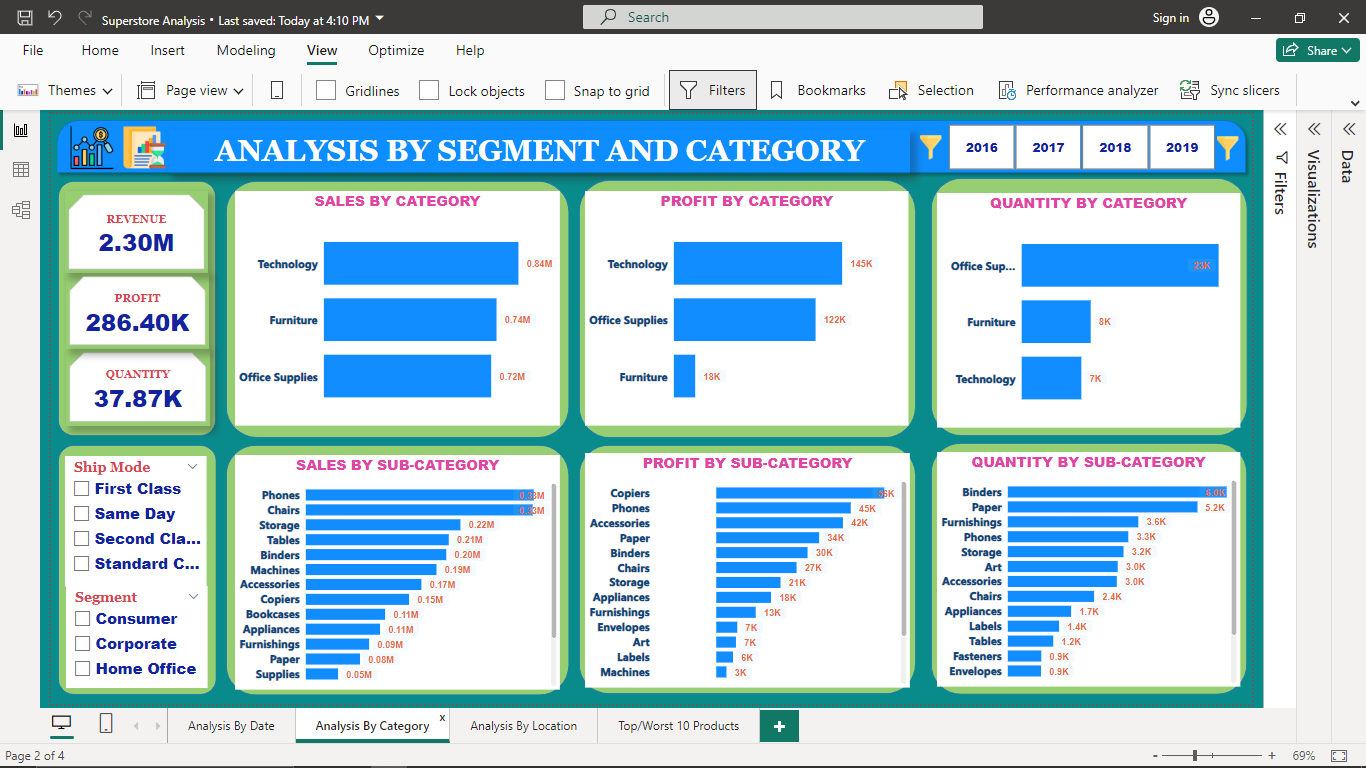 Superstore Analysis • Last saved: Today at 4:10 PM
Search
Sign in
File Home Insert Modeling View Optimize Help
Share
Themes Page view Gridlines Lock objects Snap to grid Filters Bookmarks Selection Performance analyzer Sync slicers
ANALYSIS BY SEGMENT AND CATEGORY
2016 2017 2018 2019
Filters
Visualizations
Data
REVENUE
2.30M
PROFIT
286.40K
QUANTITY
37.87K
SALES BY CATEGORY
Technology 0.84M
Furniture 0.74M
Office Supplies 0.72M
PROFIT BY CATEGORY
Technology 145K
Office Supplies 122K
Furniture 18K
QUANTITY BY CATEGORY
Office Sup... 23K
Furniture 8K
Technology 7K
Ship Mode
First Class
Same Day
Second Cla...
Standard C...
Segment
Consumer
Corporate
Home Office
SALES BY SUB-CATEGORY
Phones 0.33M
Chairs 0.33M
Storage 0.22M
Tables 0.21M
Binders 0.20M
Machines 0.19M
Accessories 0.17M
Copiers 0.15M
Bookcases 0.11M
Appliances 0.11M
Furnishings 0.09M
Paper 0.08M
Supplies 0.05M
PROFIT BY SUB-CATEGORY
Copiers
Phones 45K
Accessories 42K
Paper 34K
Binders 30K
Chairs 27K
Storage 21K
Appliances 18K
Furnishings 13K
Envelopes 7K
Art 7K
Labels 6K
Machines 3K
QUANTITY BY SUB-CATEGORY
Binders
Paper 5.2K
Furnishings 3.6K
Phones 3.3K
Storage 3.2K
Art 3.0K
Accessories 3.0K
Chairs 2.4K
Appliances 1.7K
Labels 1.4K
Tables 1.2K
Fasteners 0.9K
Envelopes 0.9K
Analysis By Date Analysis By Category x Analysis By Location Top/Worst 10 Products +
Page 2 of 4
- + 69%